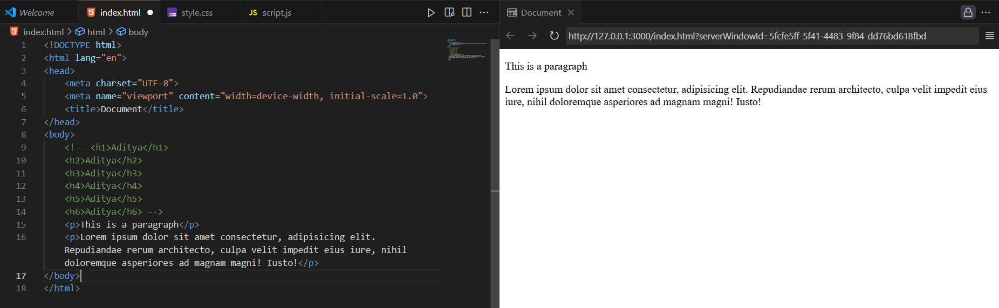 Welcome index.html style.css JS script.js
index.html > html > body
1 <!DOCTYPE html>
2 <html lang="en">
3 <head>
4 <meta charset="UTF-8">
5 <meta name="viewport" content="width=device-width, initial-scale=1.0">
6 <title>Document</title>
7 </head>
8 <body>
9 <!-- <h1>Aditya</h1>
10 <h2>Aditya</h2>
11 <h3>Aditya</h3>
12 <h4>Aditya</h4>
13 <h5>Aditya</h5>
14 <h6>Aditya</h6> -->
15 <p>This is a paragraph</p>
16 <p>Lorem ipsum dolor sit amet consectetur, adipisicing elit.
Repudiandae rerum architecto, culpa velit impedit eius iure, nihil
doloremque asperiores ad magnam magni! Iusto!</p>
17 </body>
18 </html>
Document
http://127.0.0.1:3000/index.html?serverWindowId=5fcfe5ff-5f41-4483-9f84-dd76bd618fbd
This is a paragraph
Lorem ipsum dolor sit amet consectetur, adipisicing elit. Repudiandae rerum architecto, culpa velit impedit eius
iure, nihil doloremque asperiores ad magnam magni! Iusto!